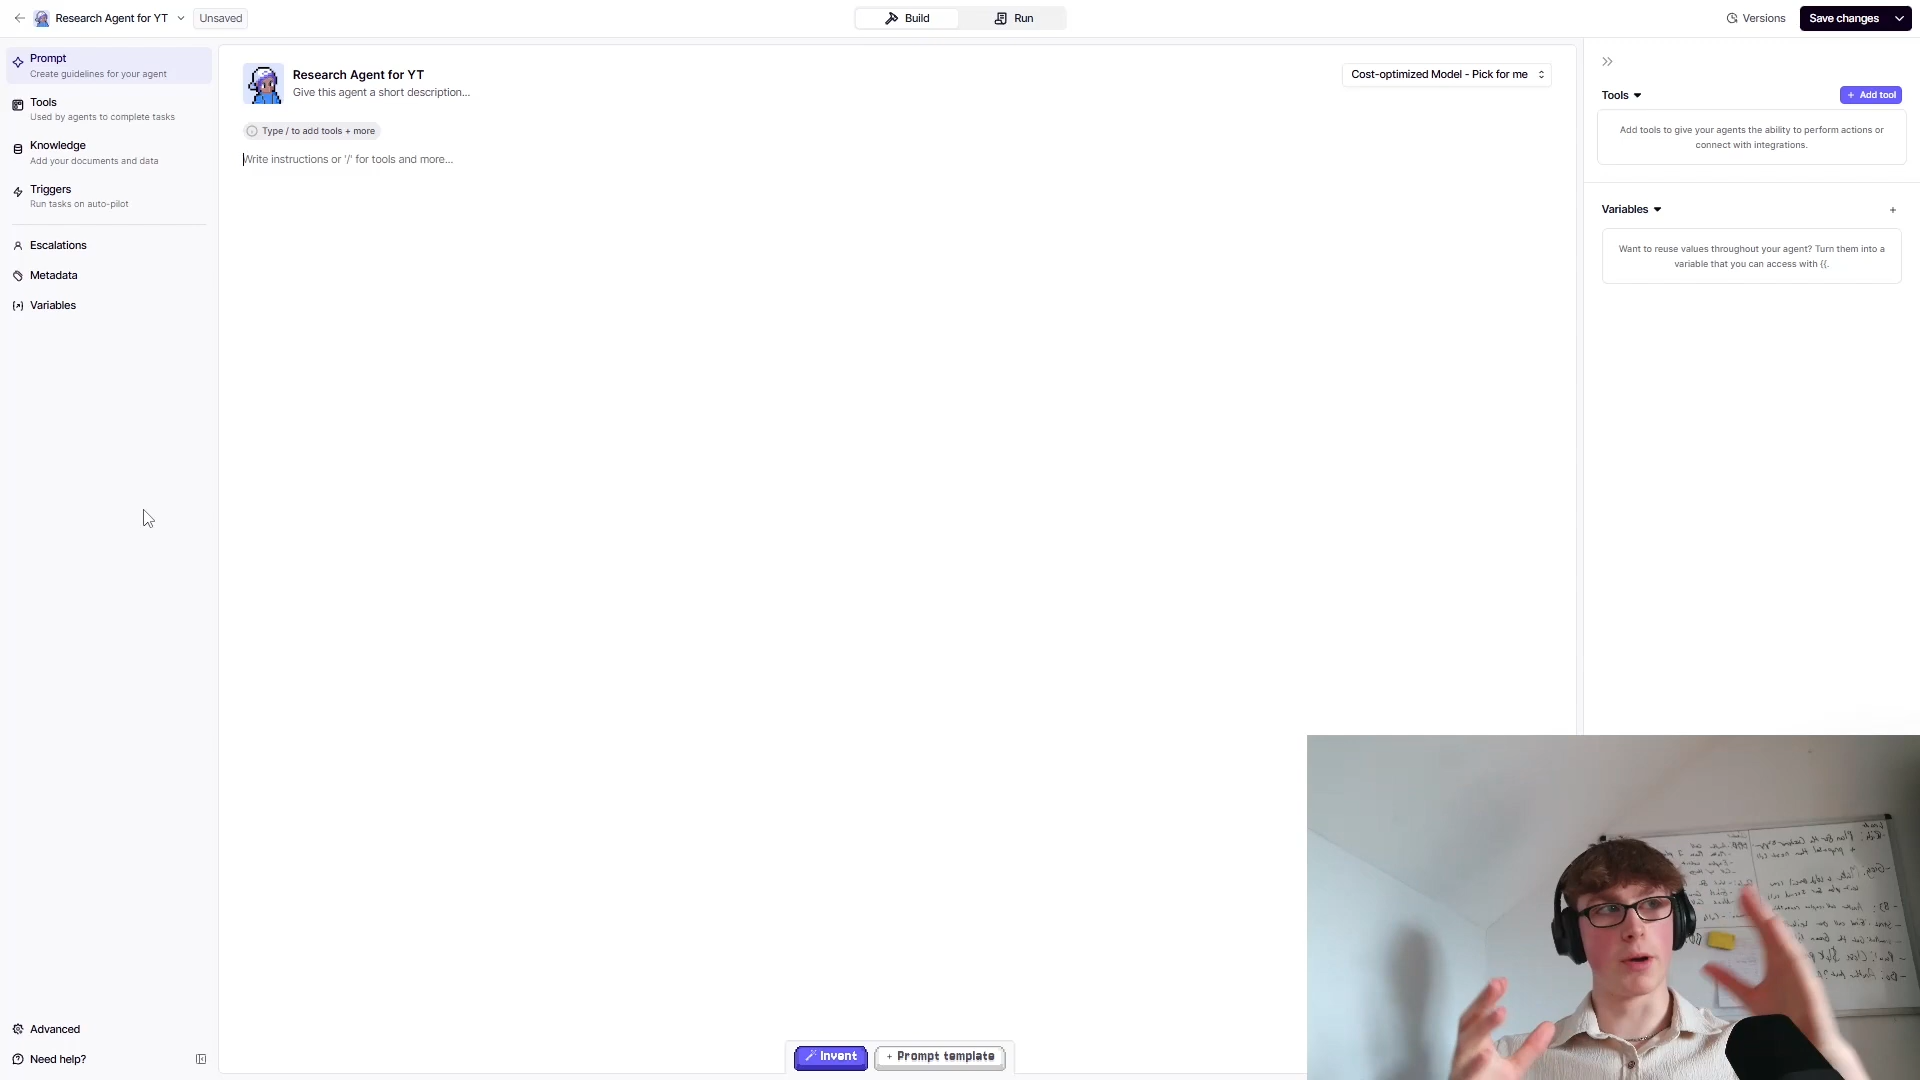 Research Agent for YT
Unsaved
Build
Run
Versions
Save changes
Prompt
Create guidelines for your agent
Tools
Used by agents to complete tasks
Knowledge
Add your documents and data
Triggers
Run tasks on auto-pilot
Escalations
Metadata
Variables
Advanced
Need help?
Research Agent for YT
Give this agent a short description...
Cost-optimized Model - Pick for me
Type / to add tools + more
Write instructions or '/' for tools and more...
Invent
+ Prompt template
Tools
+ Add tool
Add tools to give your agents the ability to perform actions or
connect with integrations.
Variables
+
Want to reuse values throughout your agent? Turn them into a
variable that you can access with {{.